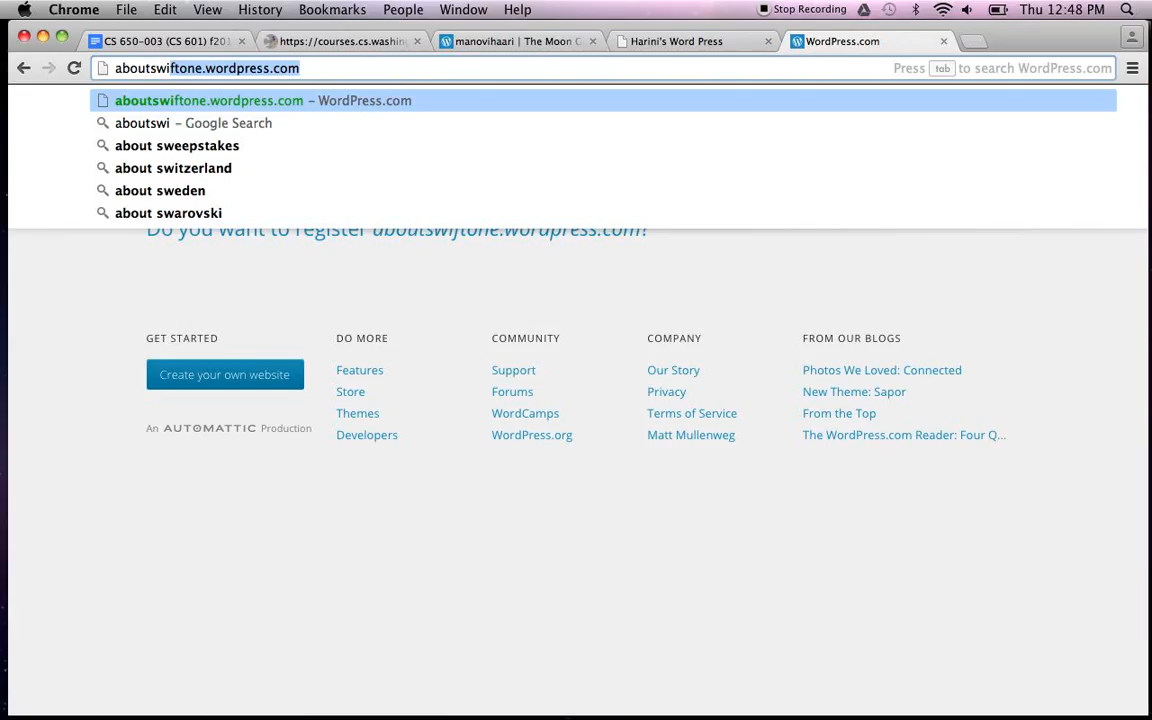 Chrome File Edit View History Bookmarks People Window Help Stop Recording Thu 12:48 PM
CS 650-003 (CS 601) f201 https://courses.cs.washin manovihaari | The Moon G Harini's Word Press WordPress.com
aboutswiftone.wordpress.com Press tab to search WordPress.com
aboutswiftone.wordpress.com – WordPress.com
aboutswi – Google Search
about sweepstakes
about switzerland
about sweden
about swarovski
Do you want to register aboutswiftone.wordpress.com?
GET STARTED DO MORE COMMUNITY COMPANY FROM OUR BLOGS
Create your own website Features Support Our Story Photos We Loved: Connected
Store Forums Privacy New Theme: Sapor
Themes WordCamps Terms of Service From the Top
An AUTOMATTIC Production Developers WordPress.org Matt Mullenweg The WordPress.com Reader: Four Q...